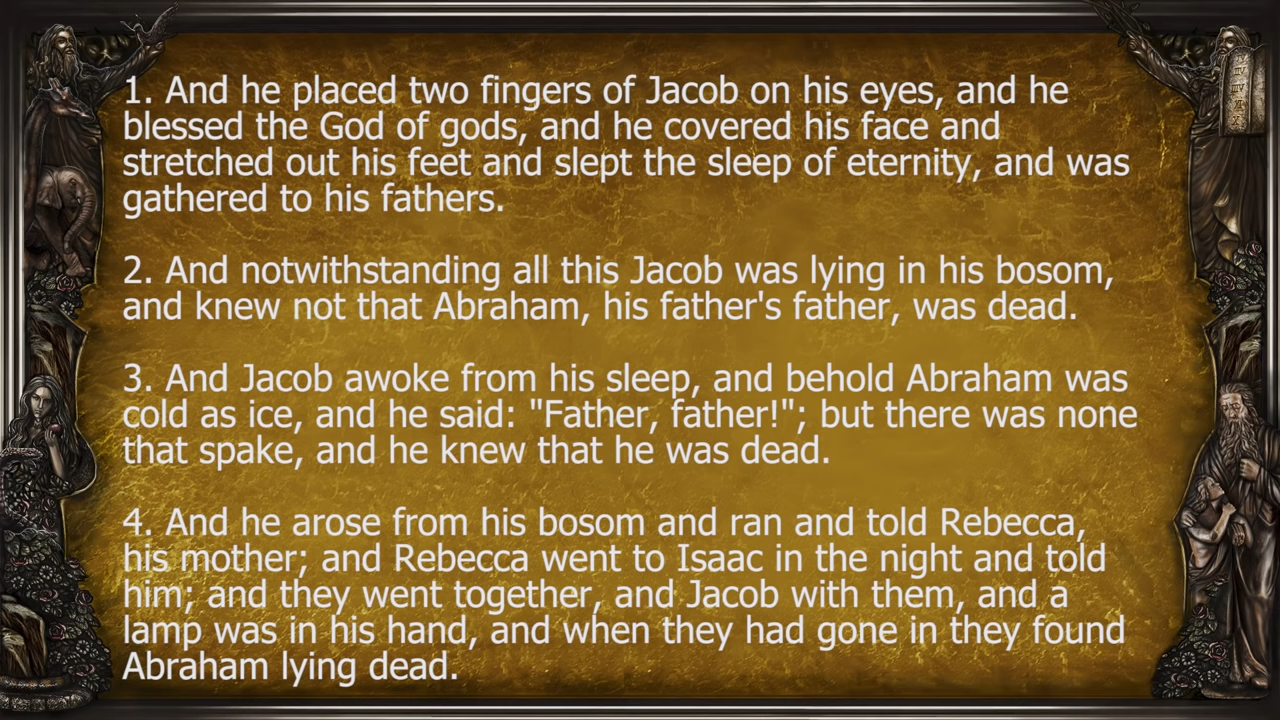 1. And he placed two fingers of Jacob on his eyes, and he
blessed the God of gods, and he covered his face and
stretched out his feet and slept the sleep of eternity, and was
gathered to his fathers.
2. And notwithstanding all this Jacob was lying in his bosom,
and knew not that Abraham, his father's father, was dead.
3. And Jacob awoke from his sleep, and behold Abraham was
cold as ice, and he said: "Father, father!"; but there was none
that spake, and he knew that he was dead.
4. And he arose from his bosom and ran and told Rebecca,
his mother; and Rebecca went to Isaac in the night and told
him; and they went together, and Jacob with them, and a
lamp was in his hand, and when they had gone in they found
Abraham lying dead.